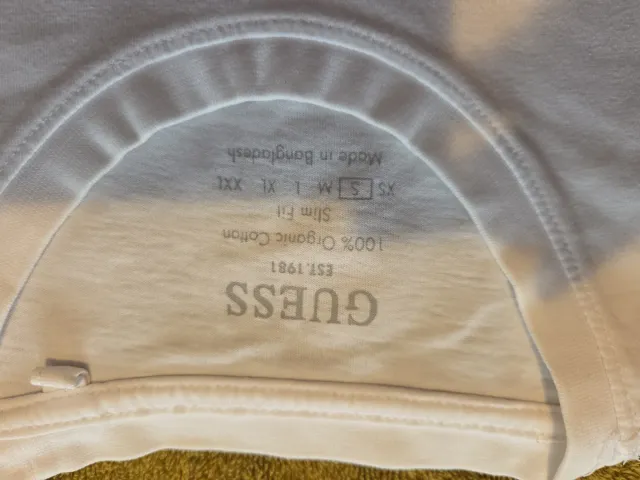 GUESS
EST. 1981
100% Organic Cotton
Slim Fit
XS S M L XL XXL
Made in Bangladesh